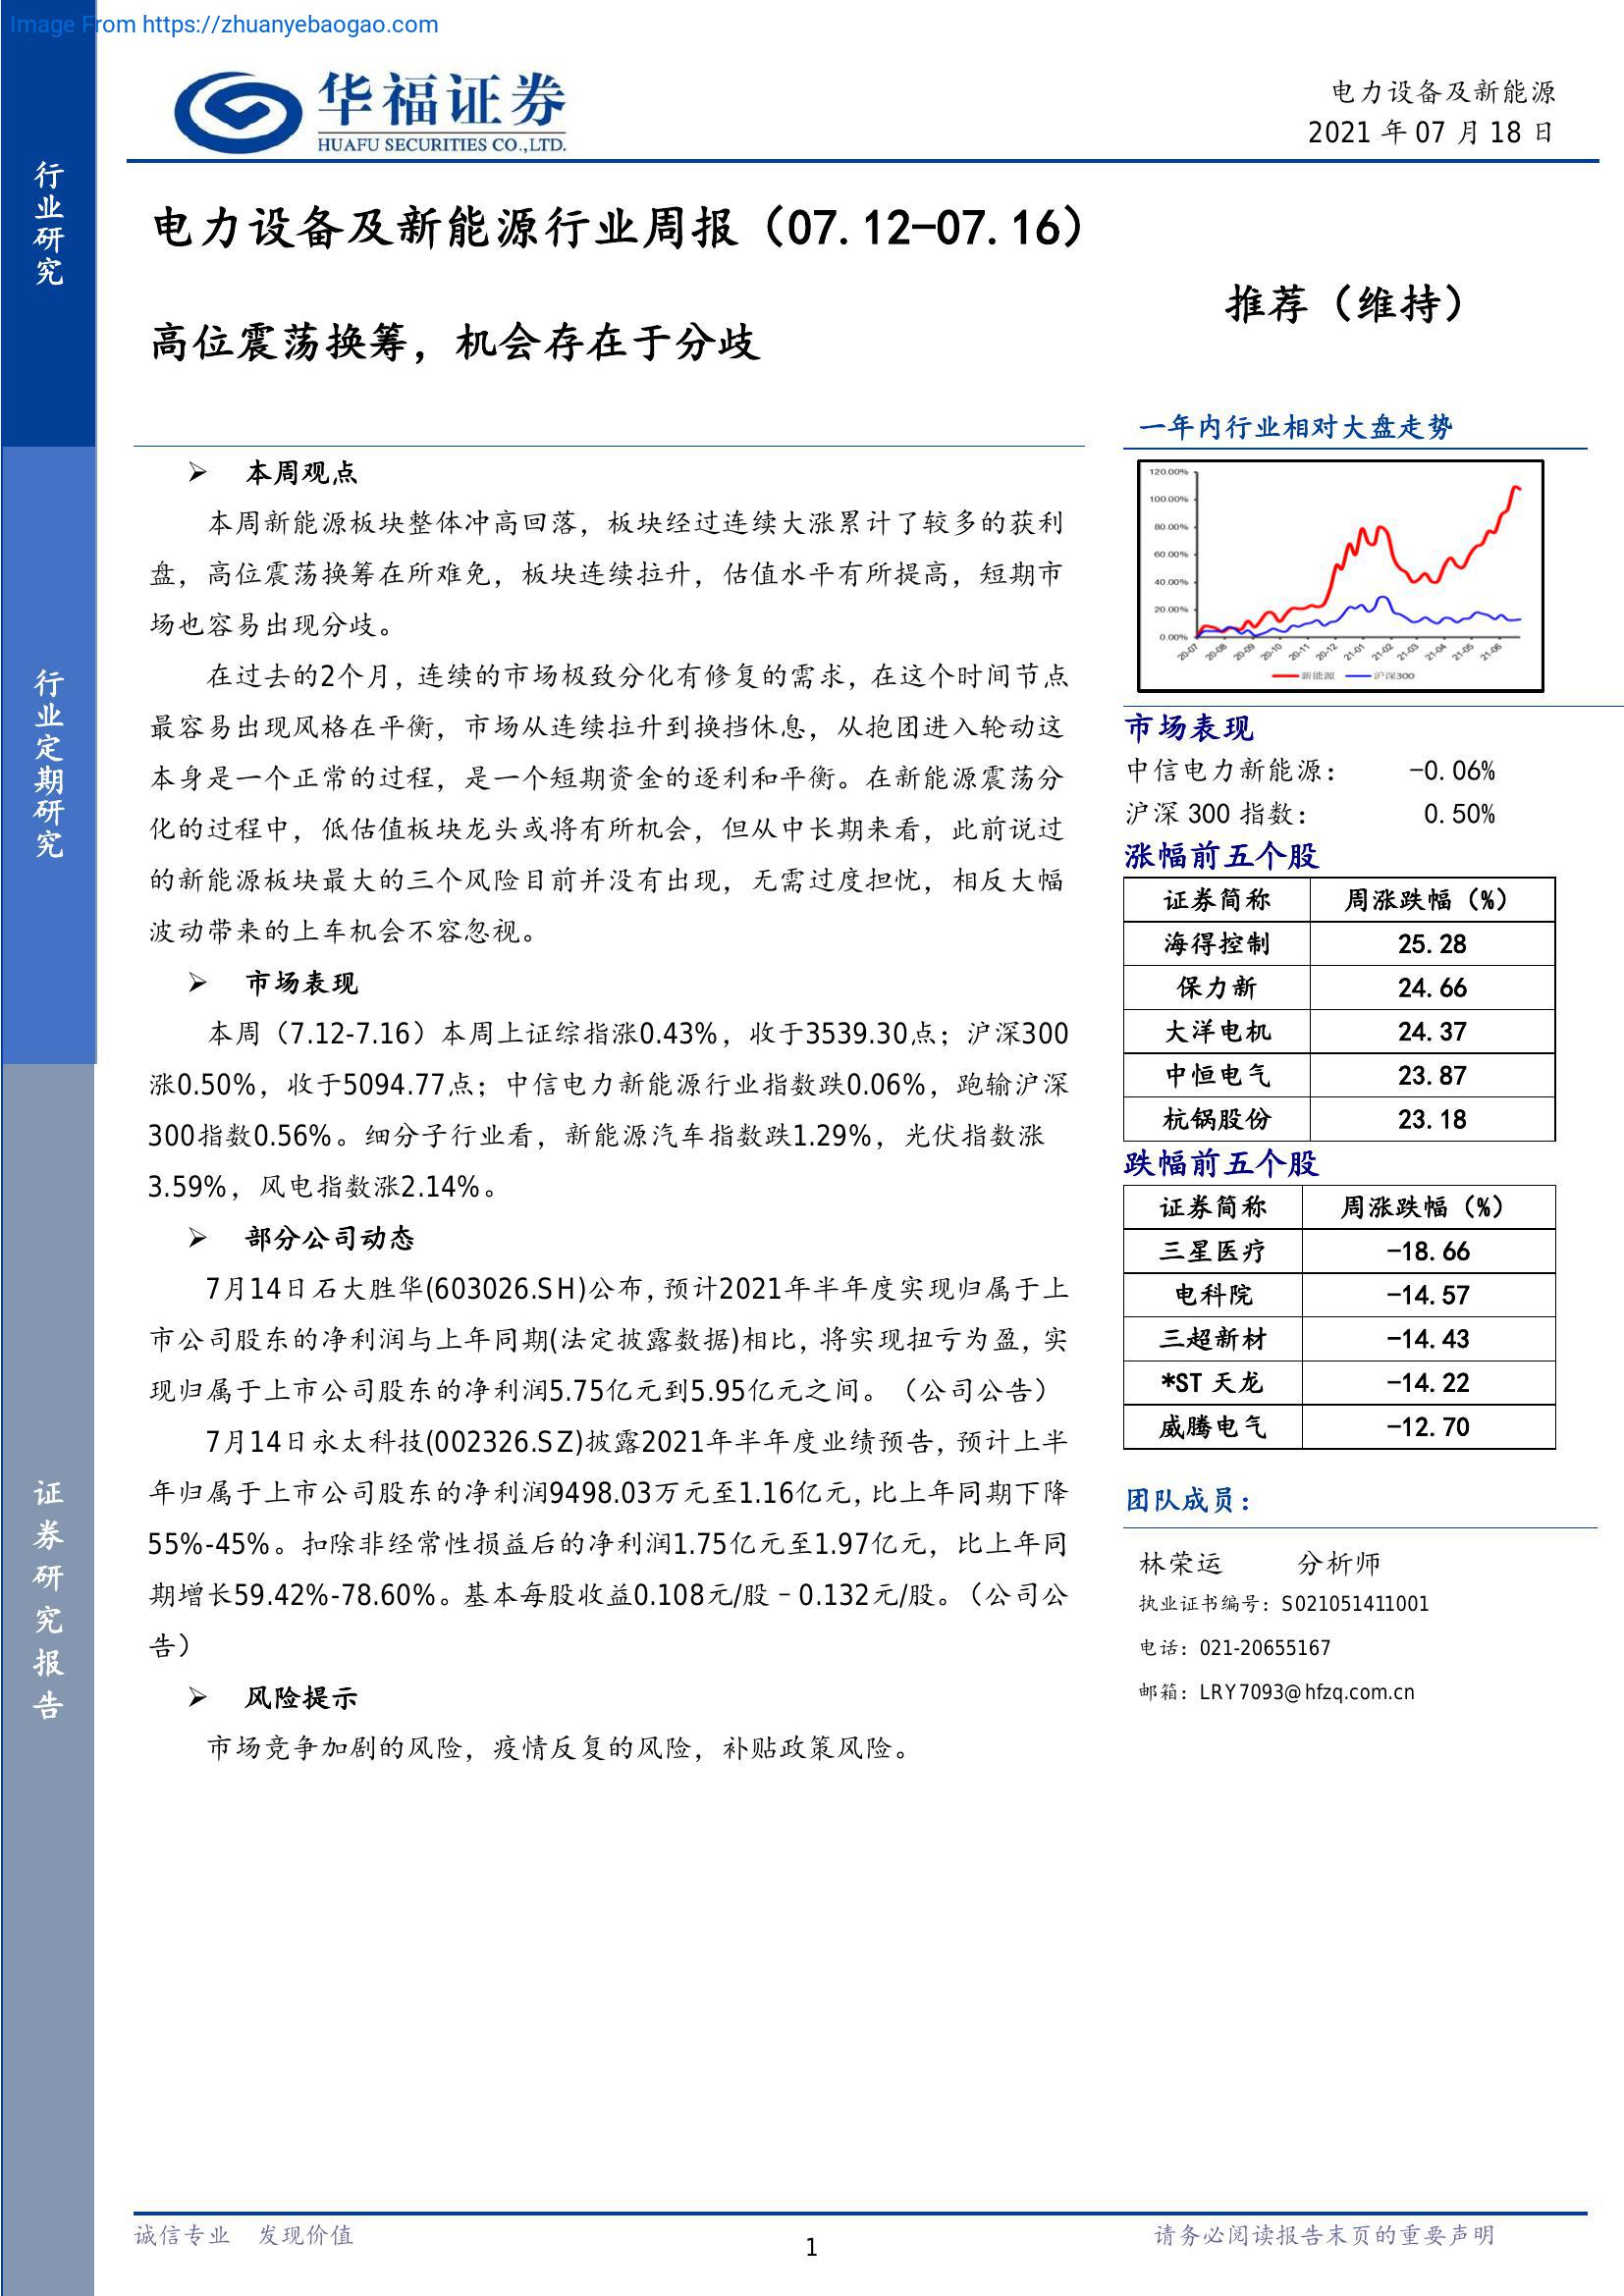 Image From https://zhuanyebaogao.com
华福证券
HUAFU SECURITIES CO.,LTD.
电力设备及新能源
2021 年 07 月 18 日
行业研究
行业定期研究
证券研究报告
电力设备及新能源行业周报（07.12-07.16）
推荐（维持）
高位震荡换筹，机会存在于分歧
➢ 本周观点
本周新能源板块整体冲高回落，板块经过连续大涨累计了较多的获利
盘，高位震荡换筹在所难免，板块连续拉升，估值水平有所提高，短期市
场也容易出现分歧。
在过去的2个月，连续的市场极致分化有修复的需求，在这个时间节点
最容易出现风格在平衡，市场从连续拉升到换挡休息，从抱团进入轮动这
本身是一个正常的过程，是一个短期资金的逐利和平衡。在新能源震荡分
化的过程中，低估值板块龙头或将有所机会，但从中长期来看，此前说过
的新能源板块最大的三个风险目前并没有出现，无需过度担忧，相反大幅
波动带来的上车机会不容忽视。
➢ 市场表现
本周（7.12-7.16）本周上证综指涨0.43%，收于3539.30点；沪深300
涨0.50%，收于5094.77点；中信电力新能源行业指数跌0.06%，跑输沪深
300指数0.56%。细分子行业看，新能源汽车指数跌1.29%，光伏指数涨
3.59%，风电指数涨2.14%。
➢ 部分公司动态
7月14日石大胜华(603026.SH)公布，预计2021年半年度实现归属于上
市公司股东的净利润与上年同期(法定披露数据)相比，将实现扭亏为盈，实
现归属于上市公司股东的净利润5.75亿元到5.95亿元之间。（公司公告）
7月14日永太科技(002326.SZ)披露2021年半年度业绩预告，预计上半
年归属于上市公司股东的净利润9498.03万元至1.16亿元，比上年同期下降
55%-45%。扣除非经常性损益后的净利润1.75亿元至1.97亿元，比上年同
期增长59.42%-78.60%。基本每股收益0.108元/股－0.132元/股。（公司公
告）
➢ 风险提示
市场竞争加剧的风险，疫情反复的风险，补贴政策风险。
一年内行业相对大盘走势
120.00%
100.00%
80.00%
60.00%
40.00%
20.00%
0.00%
20-07 20-08 20-09 20-10 20-11 20-12 21-01 21-02 21-03 21-04 21-05 21-06
新能源 沪深300
市场表现
中信电力新能源： -0.06%
沪深 300 指数： 0.50%
涨幅前五个股
证券简称 周涨跌幅（%）
海得控制 25.28
保力新 24.66
大洋电机 24.37
中恒电气 23.87
杭锅股份 23.18
跌幅前五个股
证券简称 周涨跌幅（%）
三星医疗 -18.66
电科院 -14.57
三超新材 -14.43
*ST 天龙 -14.22
威腾电气 -12.70
团队成员：
林荣运 分析师
执业证书编号：S021051411001
电话：021-20655167
邮箱：LRY7093@hfzq.com.cn
诚信专业 发现价值
1
请务必阅读报告末页的重要声明